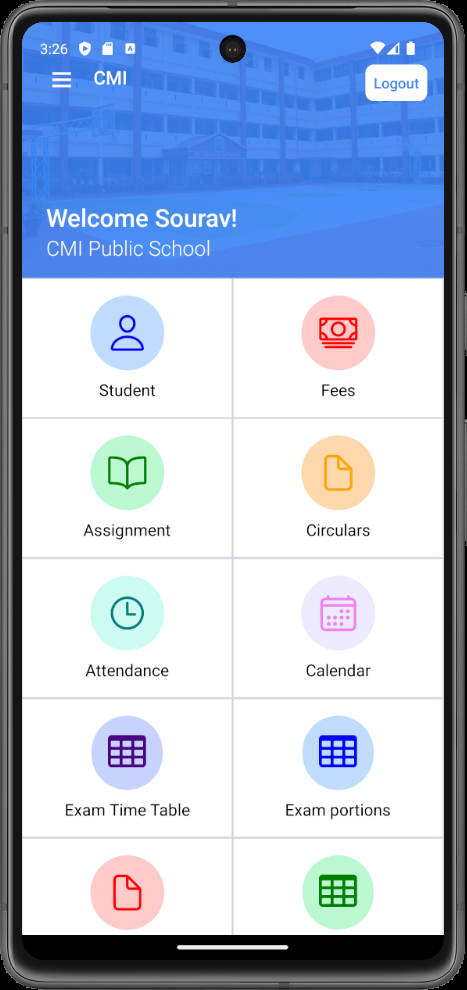 3:26
CMI
Logout
Welcome Sourav!
CMI Public School
Student
Fees
Assignment
Circulars
Attendance
Calendar
Exam Time Table
Exam portions